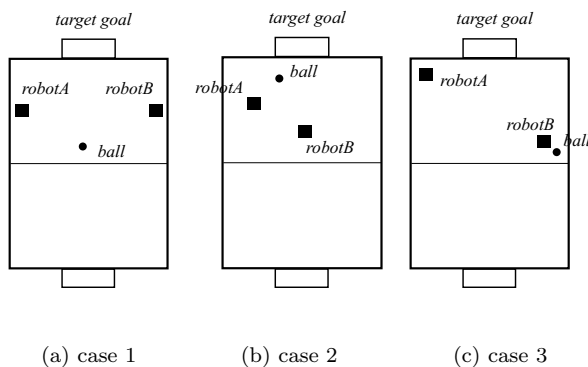 target goal
robotA
robotB
ball
(a) case 1
target goal
ball
robotA
robotB
(b) case 2
target goal
robotA
robotB
ball
(c) case 3